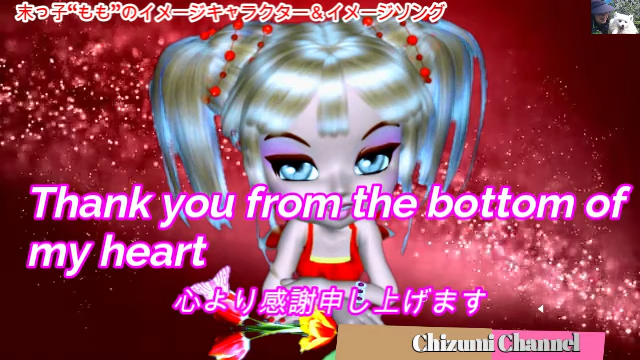 末っ子“もも”のイメージキャラクター＆イメージソング
Thank you from the bottom of
my heart
心より感謝申し上げます
Chizumi Channel